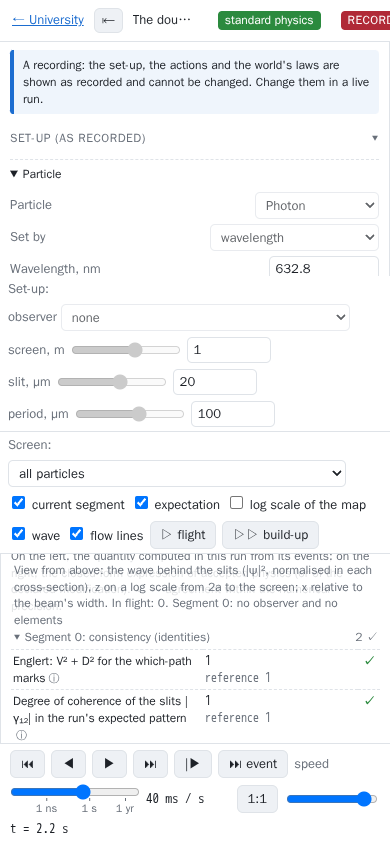 ← University
⇤
The dou…
standard physics
RECORD
A recording: the set-up, the actions and the world's laws are
shown as recorded and cannot be changed. Change them in a live
run.
SET-UP (AS RECORDED)
▼ Particle
Particle
Photon
Set by
wavelength
Wavelength, nm
632.8
Set-up:
observer
none
screen, m
1
slit, µm
20
period, µm
100
Screen:
all particles
current segment
expectation
log scale of the map
wave
flow lines
▷ flight
▷▷ build-up
On the left, the quantity computed in this run from its events: on the
View from above: the wave behind the slits (|ψ|², normalised in each
cross-section), z on a log scale from 2a to the screen; x relative to
the beam's width. In flight: 0. Segment 0: no observer and no
elements
▾ Segment 0: consistency (identities)
2 ✓
Englert: V² + D² for the which-path
marks ⓘ
1
reference 1
✓
Degree of coherence of the slits |
γ₁₂| in the run's expected pattern
ⓘ
1
reference 1
✓
⏮ ◀ ▶ ⏭ |▶ ⏭ event speed
1 ns 1 s 1 yr
40 ms / s
1:1
t = 2.2 s